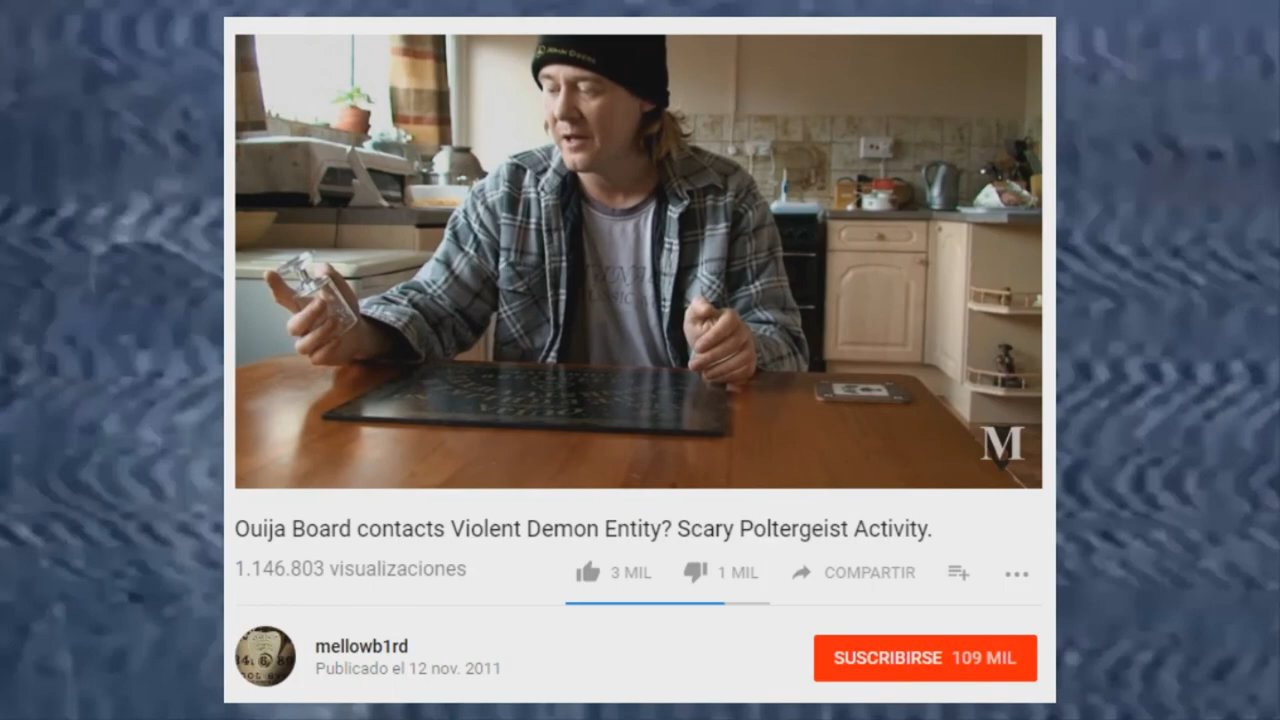 M
Ouija Board contacts Violent Demon Entity? Scary Poltergeist Activity.
1.146.803 visualizaciones
3 MIL
1 MIL
COMPARTIR
mellowb1rd
Publicado el 12 nov. 2011
SUSCRIBIRSE 109 MIL